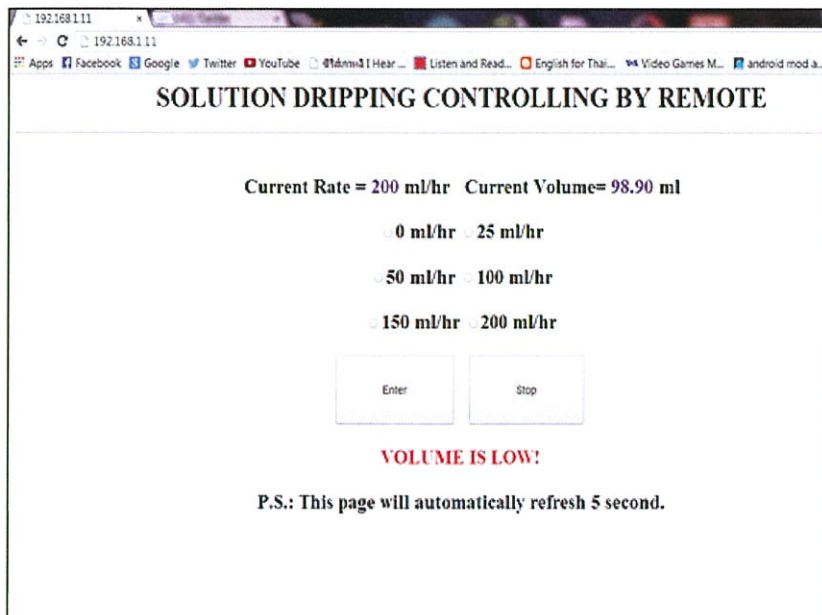 192.168.1.11
192.168.1.11
Apps Facebook Google Twitter YouTube I Hear ... Listen and Read... English for Thai... Video Games M... android mod a...
SOLUTION DRIPPING CONTROLLING BY REMOTE
Current Rate = 200 ml/hr Current Volume= 98.90 ml
0 ml/hr 25 ml/hr
50 ml/hr 100 ml/hr
150 ml/hr 200 ml/hr
Enter Stop
VOLUME IS LOW!
P.S.: This page will automatically refresh 5 second.